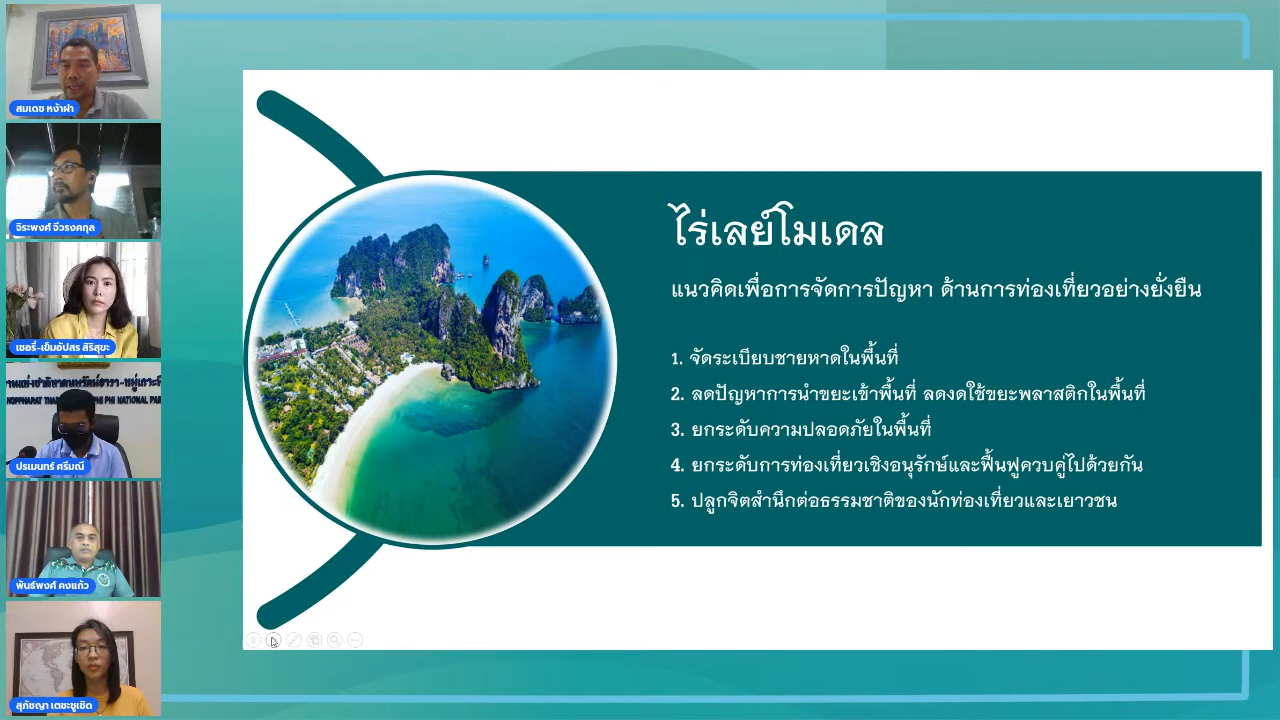 สมเดช หง้าฝา
จิระพงศ์ จีวรงคกุล
เชอรี่-เข็มอัปสร สิริสุขะ
NOPPHARAT THA
PHI PHI NATIONAL PAR
ปรเมนทร์ ศรีมณี
พันธ์พงศ์ คงแก้ว
สุภัชญา เตชะชูเชิด
ไร่เลย์โมเดล
แนวคิดเพื่อการจัดการปัญหา ด้านการท่องเที่ยวอย่างยั่งยืน
1. จัดระเบียบชายหาดในพื้นที่
2. ลดปัญหาการนำขยะเข้าพื้นที่ ลดงดใช้ขยะพลาสติกในพื้นที่
3. ยกระดับความปลอดภัยในพื้นที่
4. ยกระดับการท่องเที่ยวเชิงอนุรักษ์และฟื้นฟูควบคู่ไปด้วยกัน
5. ปลูกจิตสำนึกต่อธรรมชาติของนักท่องเที่ยวและเยาวชน